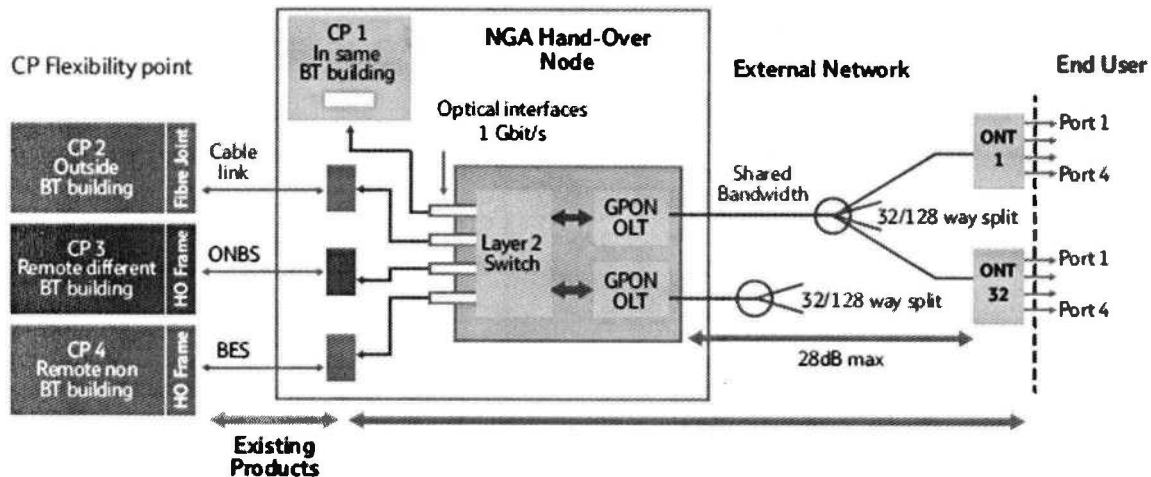 CP Flexibility point
CP 1
In same
BT building
NGA Hand-Over
Node
External Network
End User
Optical interfaces
1 Gbit/s
CP 2
Outside
BT building
Fibre Joint
Cable
link
CP 3
Remote different
BT building
HO Frame
ONBS
CP 4
Remote non
BT building
HO Frame
BES
Layer 2
Switch
GPON
OLT
GPON
OLT
Shared
Bandwidth
32/128 way split
32/128 way split
28dB max
ONT
1
Port 1
Port 4
ONT
32
Port 1
Port 4
Existing
Products